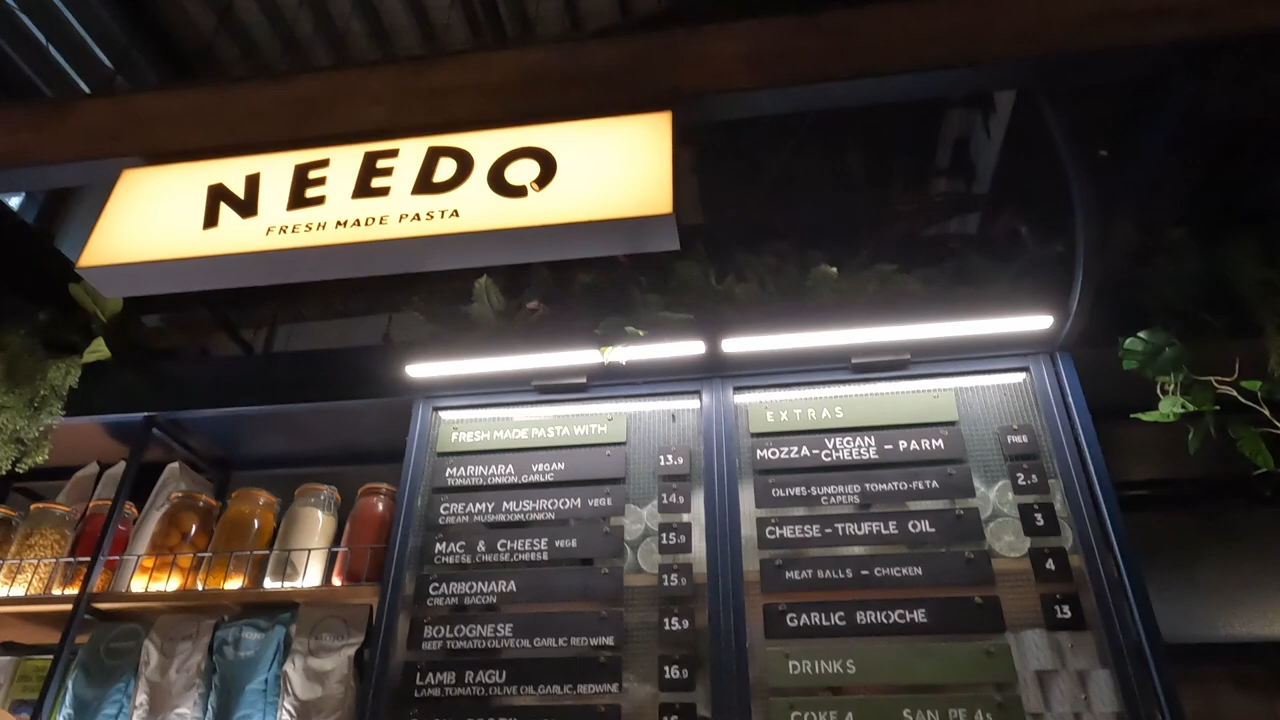 NEEDO
FRESH MADE PASTA
FRESH MADE PASTA WITH
MARINARA VEGAN 13.9
TOMATO, ONION, GARLIC
CREAMY MUSHROOM VEGE 14.9
CREAM MUSHROOM, ONION
MAC & CHEESE VEGE 15.9
CHEESE, CHEESE, CHEESE
CARBONARA 15.9
CREAM BACON
BOLOGNESE 15.9
BEEF TOMATO OLIVE OIL GARLIC RED WINE
LAMB RAGU 16.9
LAMB, TOMATO, OLIVE OIL, GARLIC, REDWINE
EXTRAS
MOZZA-VEGAN CHEESE-PARM FREE
OLIVES-SUNDRIED TOMATO-FETA 2.5
CAPERS
CHEESE-TRUFFLE OIL 3
MEAT BALLS - CHICKEN 4
GARLIC BRIOCHE 13
DRINKS
COKE 4 SAN PE 4.5